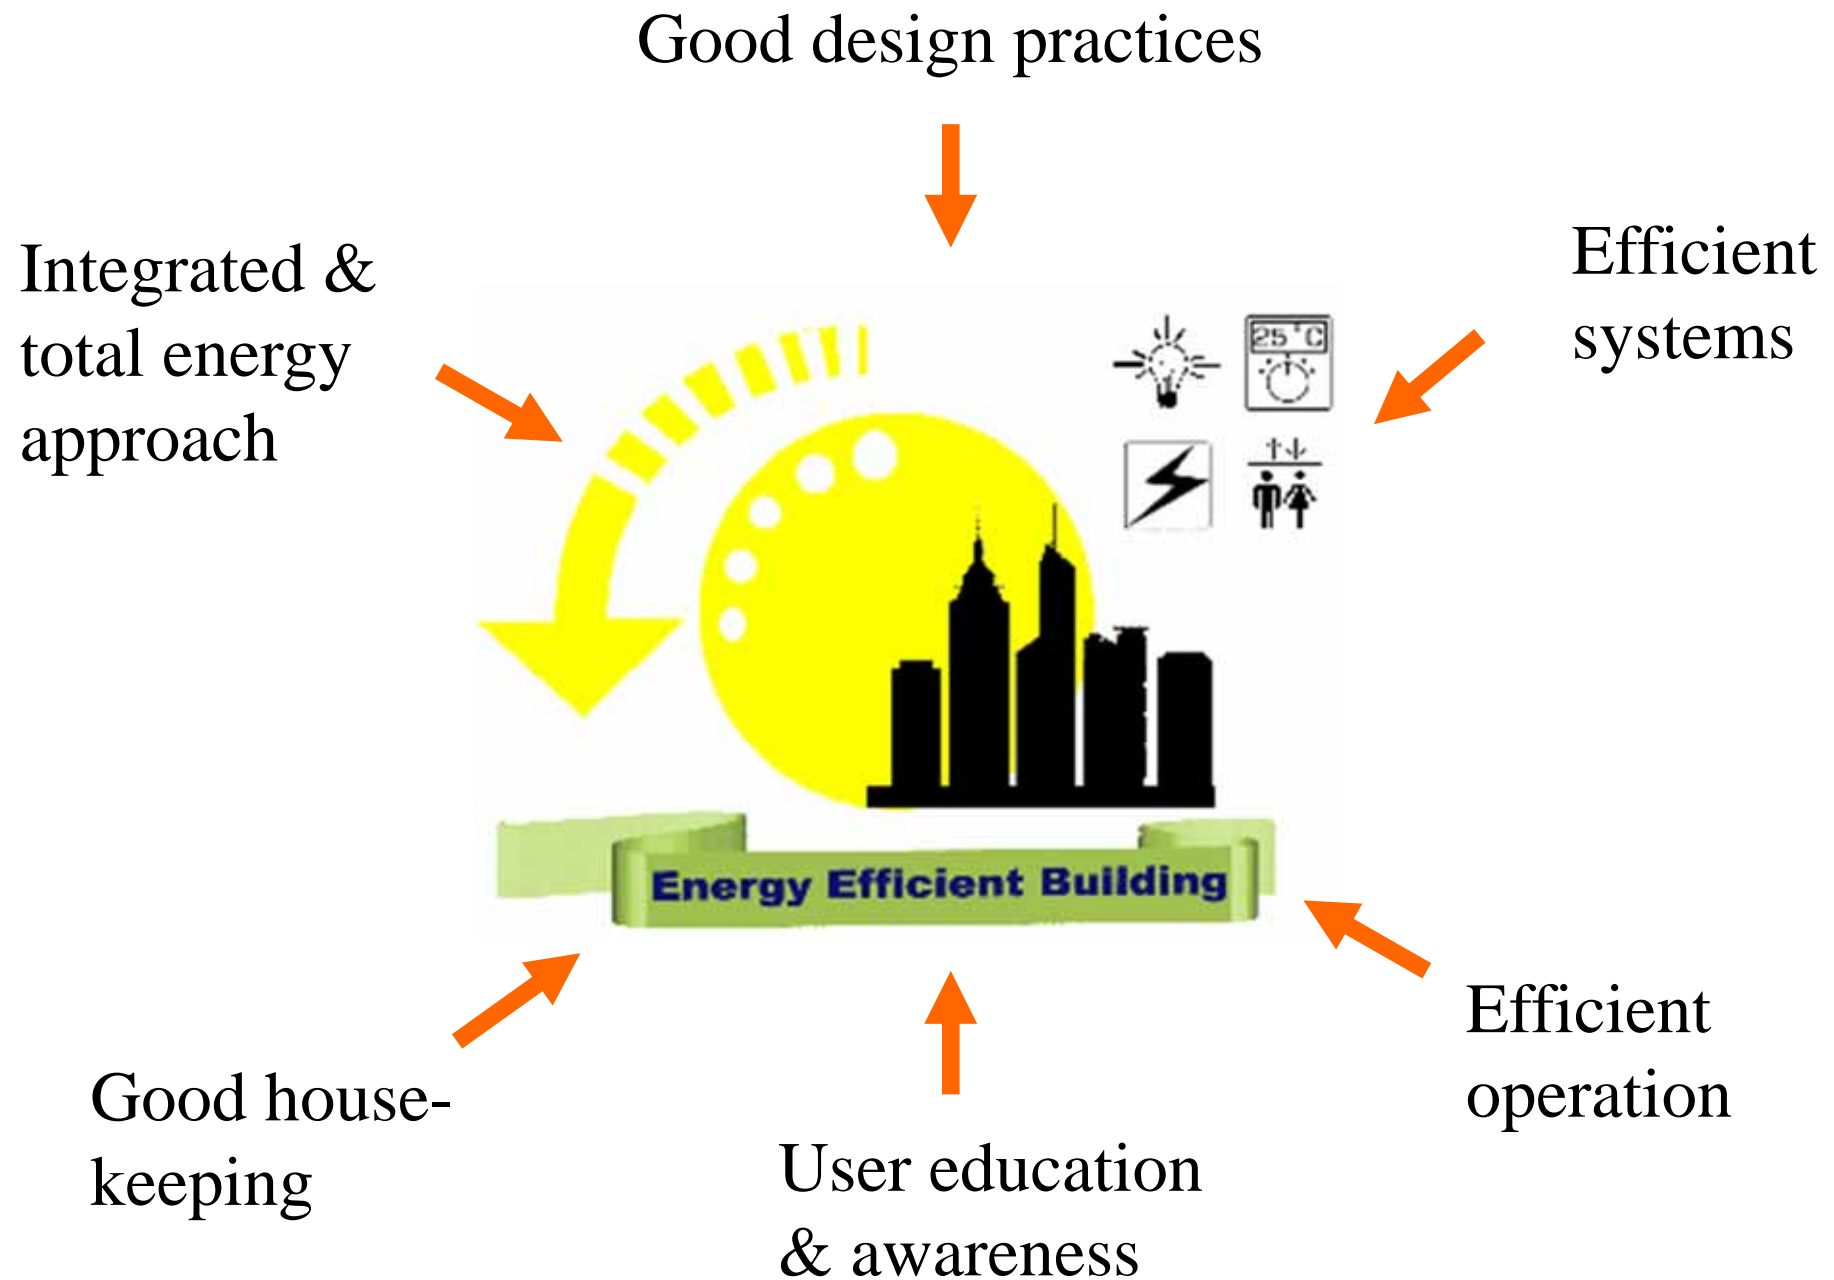 Good design practices
Integrated &
total energy
approach
Efficient
systems
25°C
Energy Efficient Building
Good house-
keeping
User education
& awareness
Efficient
operation